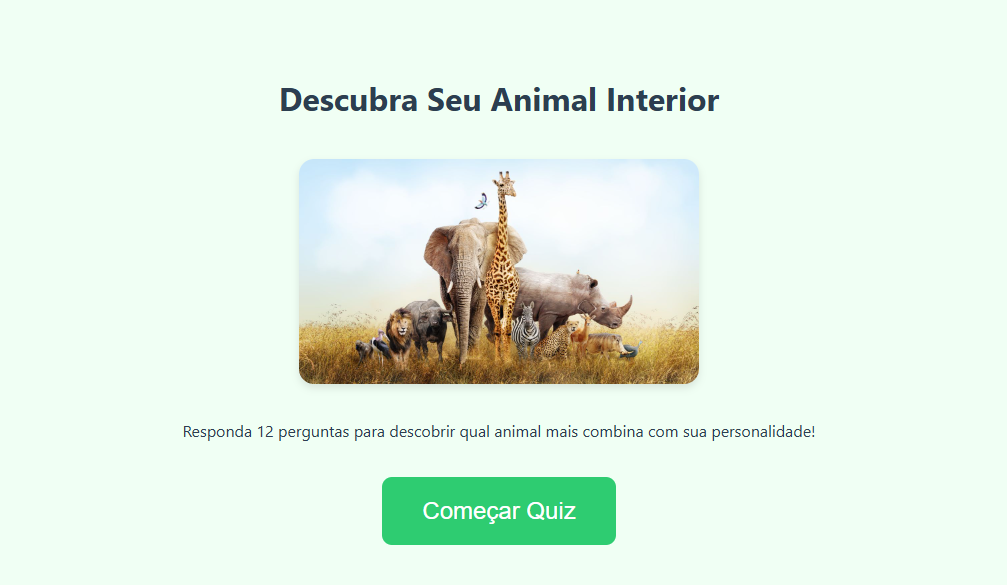 Descubra Seu Animal Interior
Responda 12 perguntas para descobrir qual animal mais combina com sua personalidade!
Começar Quiz